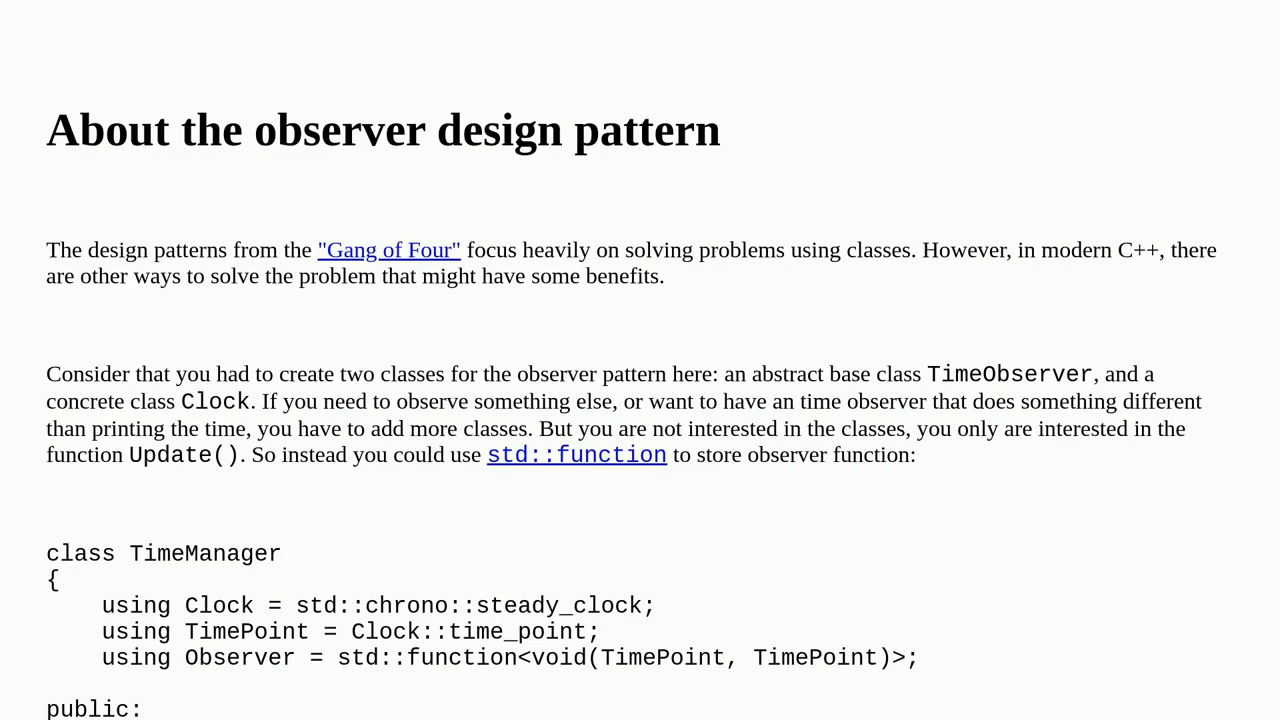 About the observer design pattern
The design patterns from the "Gang of Four" focus heavily on solving problems using classes. However, in modern C++, there
are other ways to solve the problem that might have some benefits.
Consider that you had to create two classes for the observer pattern here: an abstract base class TimeObserver, and a
concrete class Clock. If you need to observe something else, or want to have an time observer that does something different
than printing the time, you have to add more classes. But you are not interested in the classes, you only are interested in the
function Update(). So instead you could use std::function to store observer function:
class TimeManager
{
    using Clock = std::chrono::steady_clock;
    using TimePoint = Clock::time_point;
    using Observer = std::function<void(TimePoint, TimePoint)>;
public: